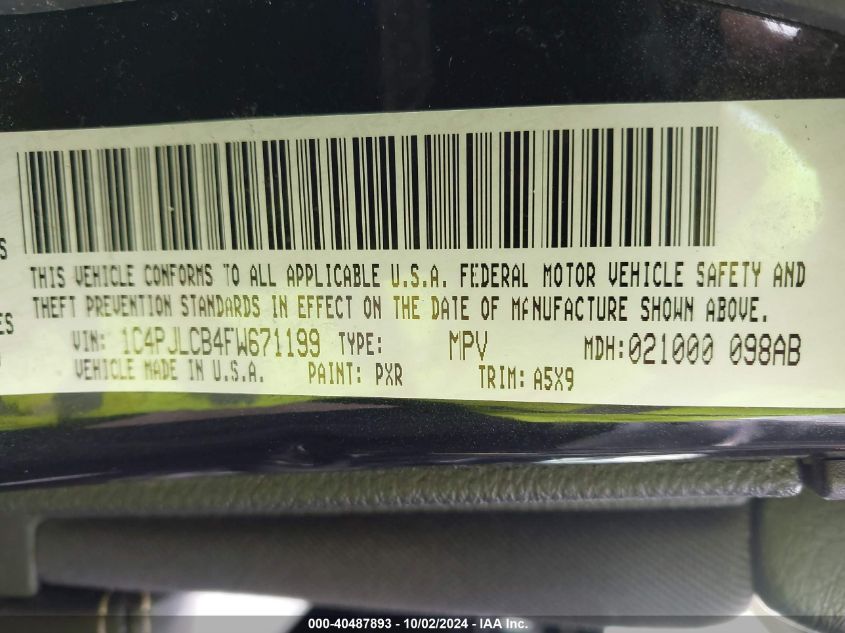 S
THIS VEHICLE CONFORMS TO ALL APPLICABLE U.S.A. FEDERAL MOTOR VEHICLE SAFETY AND
THEFT PREVENTION STANDARDS IN EFFECT ON THE DATE OF MANUFACTURE SHOWN ABOVE.
ES
VIN: 1C4PJLCB4FW671199 TYPE: MPV MDH: 021000 098AB
VEHICLE MADE IN U.S.A. PAINT: PXR TRIM: A5X9
000-40487893 - 10/02/2024 - IAA Inc.